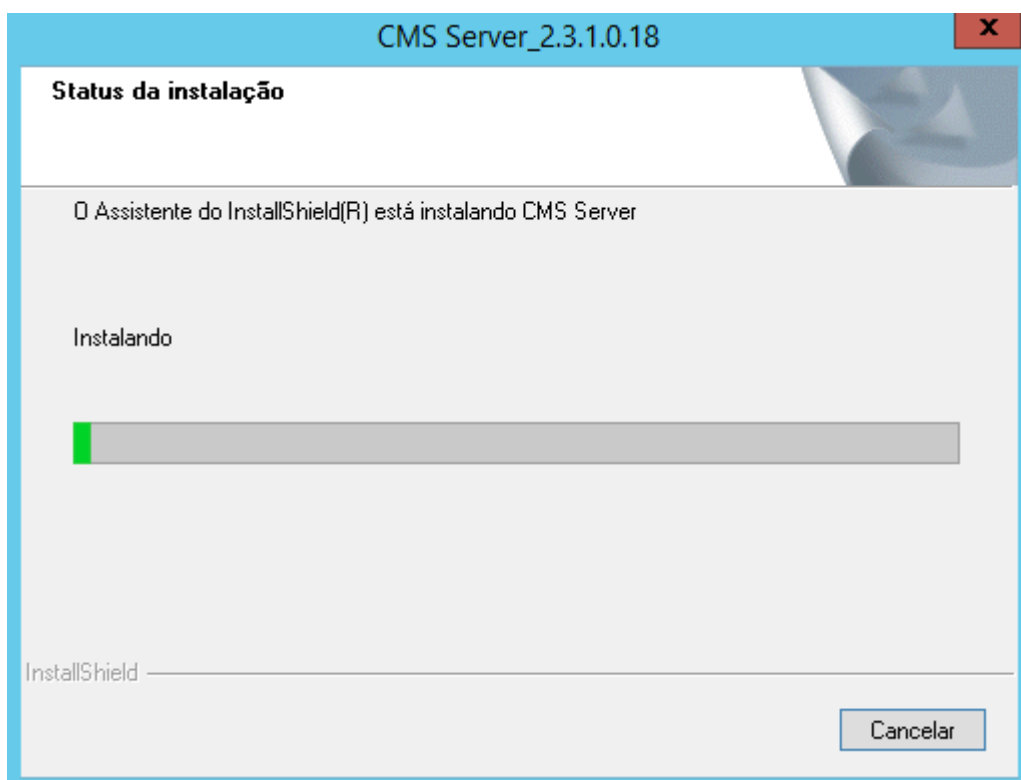 CMS Server_2.3.1.0.18
x
Status da instalação
O Assistente do InstallShield(R) está instalando CMS Server
Instalando
InstallShield
Cancelar